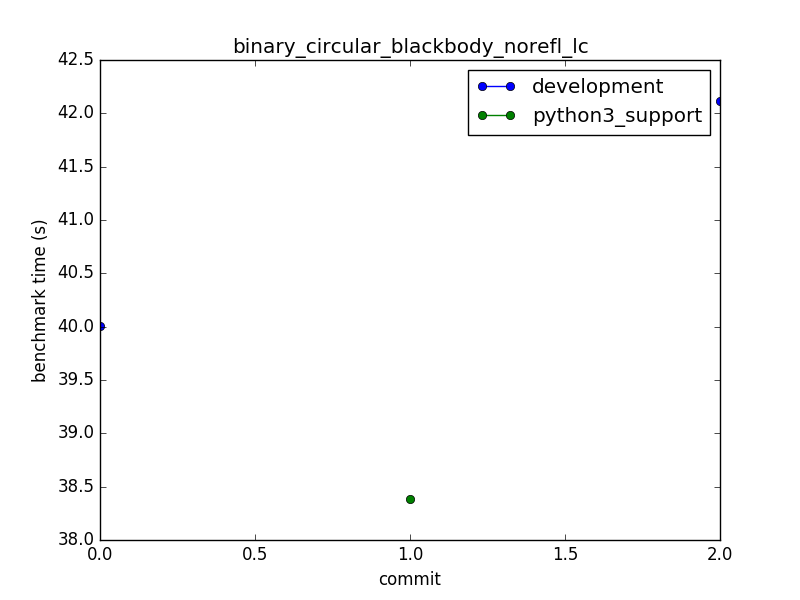 binary_circular_blackbody_norefl_lc
42.5
42.0
41.5
41.0
40.5
40.0
39.5
39.0
38.5
38.0
benchmark time (s)
development
python3_support
0.0 0.5 1.0 1.5 2.0
commit